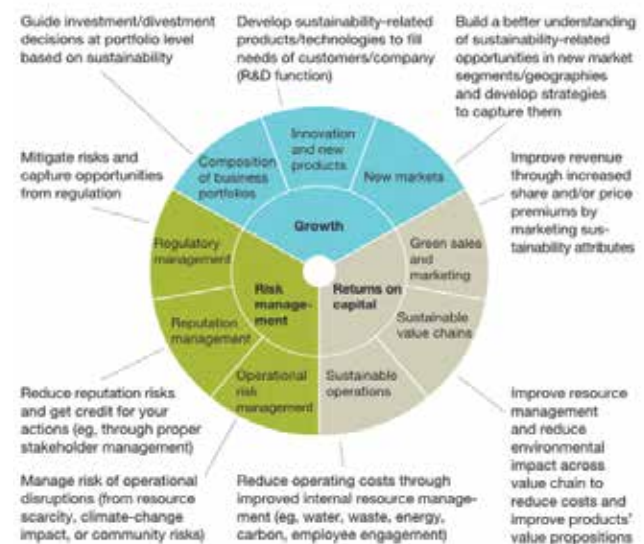 Guide investment/divestment
decisions at portfolio level
based on sustainability
Develop sustainability-related
products/technologies to fill
needs of customers/company
(R&D function)
Build a better understanding
of sustainability-related
opportunities in new market
segments/geographies
and develop strategies
to capture them
Mitigate risks and
capture opportunities
from regulation
Composition
of business
portfolios
Innovation
and new
products
New markets
Improve revenue
through increased
share and/or price
premiums by
marketing sus-
tainability attributes
Growth
Regulatory
management
Risk
manage-
ment
Returns on
capital
Green sales
and
marketing
Reputation
management
Sustainable
value chains
Operational
risk
management
Sustainable
operations
Reduce reputation risks
and get credit for your
actions (eg, through proper
stakeholder management)
Manage risk of operational
disruptions (from resource
scarcity, climate-change
impact, or community risks)
Reduce operating costs through
improved internal resource manage-
ment (eg, water, waste, energy,
carbon, employee engagement)
Improve resource
management
and reduce
environmental
impact across
value chain to
reduce costs and
improve products'
value propositions